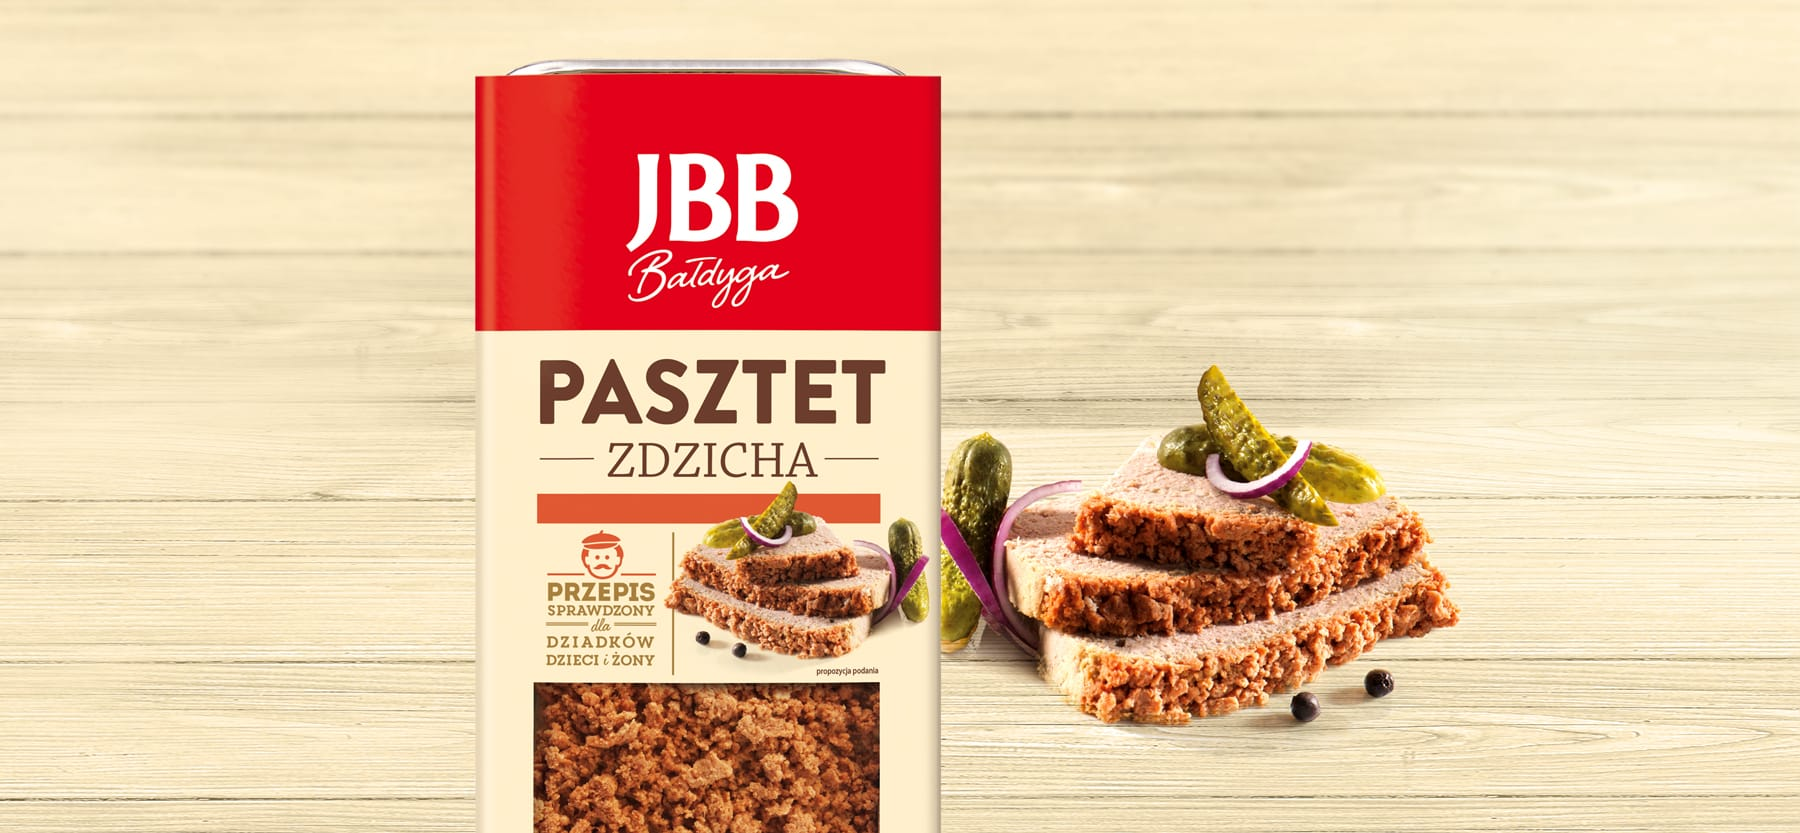 JBB
Bałdyga
PASZTET
ZDZICHA
PRZEPIS
SPRAWDZONY
dla
DZIADKÓW
DZIECI i ŻONY
propozycja podania